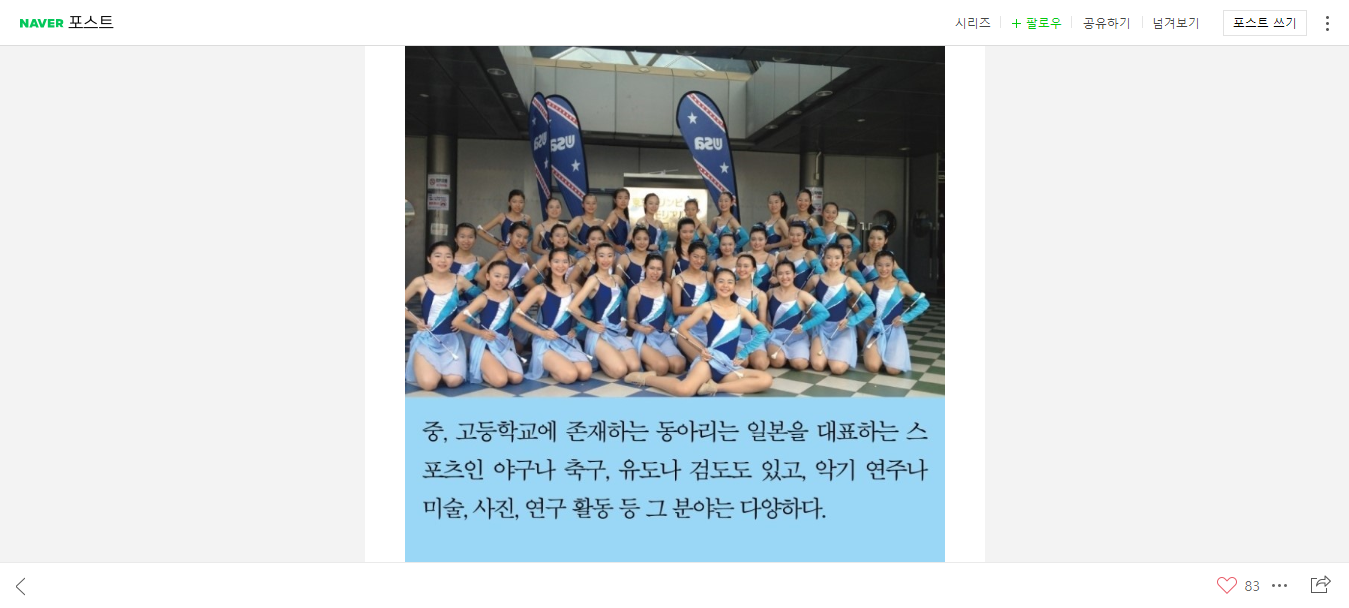 NAVER 포스트
시리즈
+ 팔로우
공유하기
넘겨보기
포스트 쓰기
usa
usa
usa
중, 고등학교에 존재하는 동아리는 일본을 대표하는 스
포츠인 야구나 축구, 유도나 검도도 있고, 악기 연주나
미술, 사진, 연구 활동 등 그 분야는 다양하다.
83